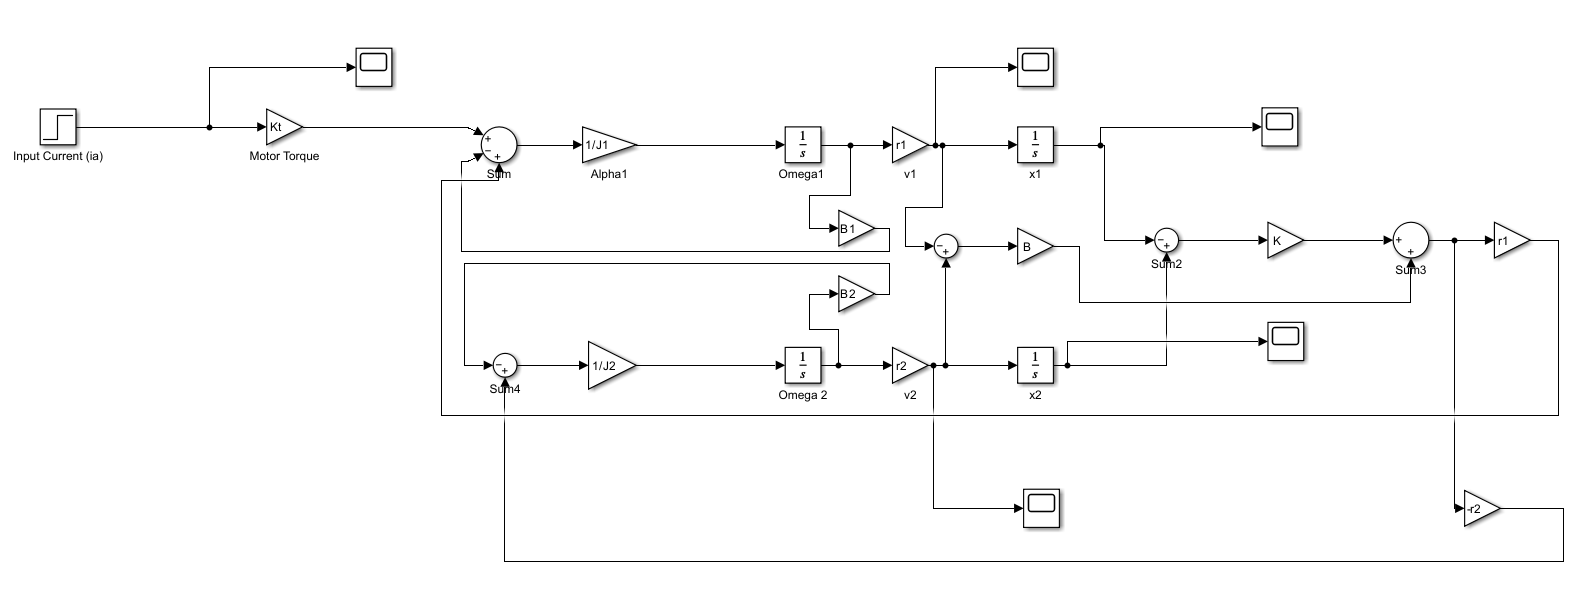 Input Current (ia)
Kt
Motor Torque
+
−
+
Sum
1/J1
Alpha1
1
s
Omega1
r1
v1
1
s
x1
B1
−
+
B
−
+
Sum2
K
+
+
Sum3
r1
B2
−
+
Sum4
1/J2
1
s
Omega 2
r2
v2
1
s
x2
-r2